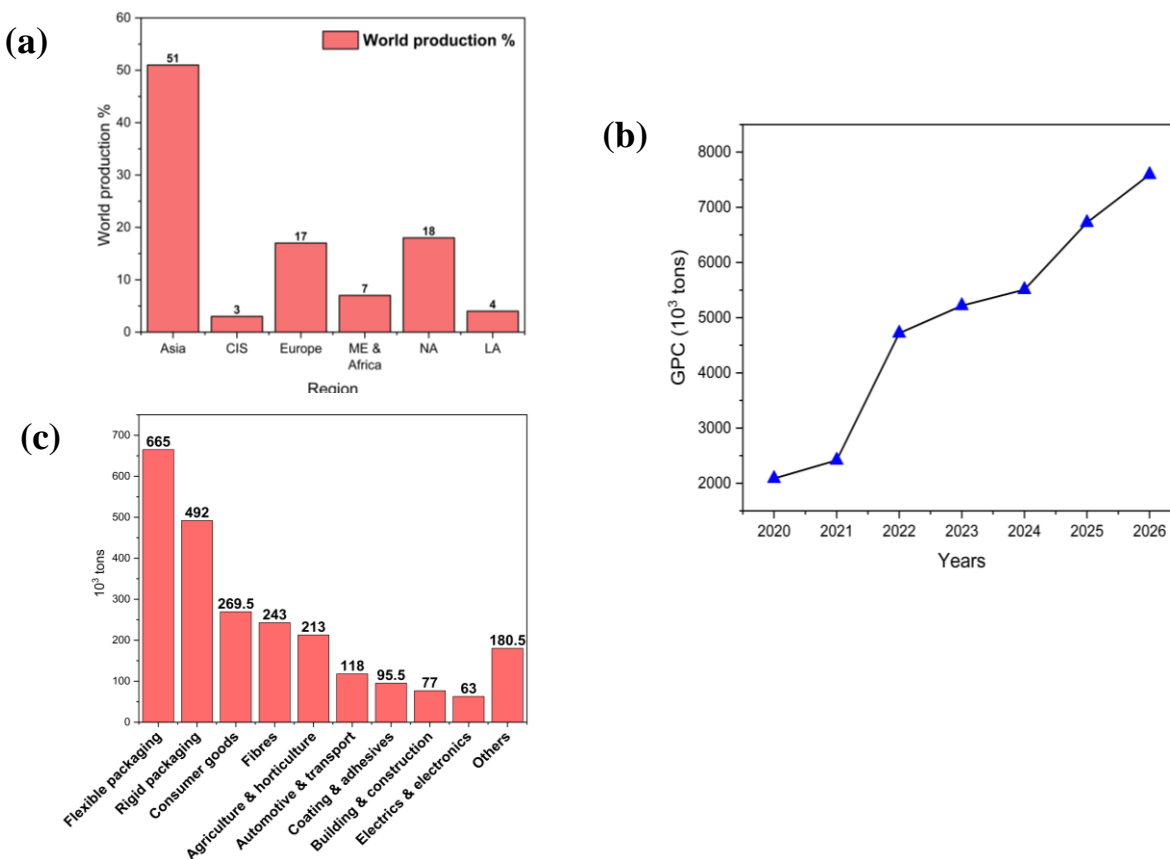 (a)
World production %
60
50
40
30
20
10
0
World production %
51
3
17
7
18
4
Asia CIS Europe ME & NA LA
Africa
Region
(b)
GPC (10³ tons)
8000
7000
6000
5000
4000
3000
2000
2020 2021 2022 2023 2024 2025 2026
Years
(c)
10³ tons
700
600
500
400
300
200
100
0
665
492
269.5
243
213
118
95.5
77
63
180.5
Flexible packaging
Rigid packaging
Consumer goods
Fibres
Agriculture & horticulture
Automotive & transport
Coating & adhesives
Building & construction
Electrics & electronics
Others